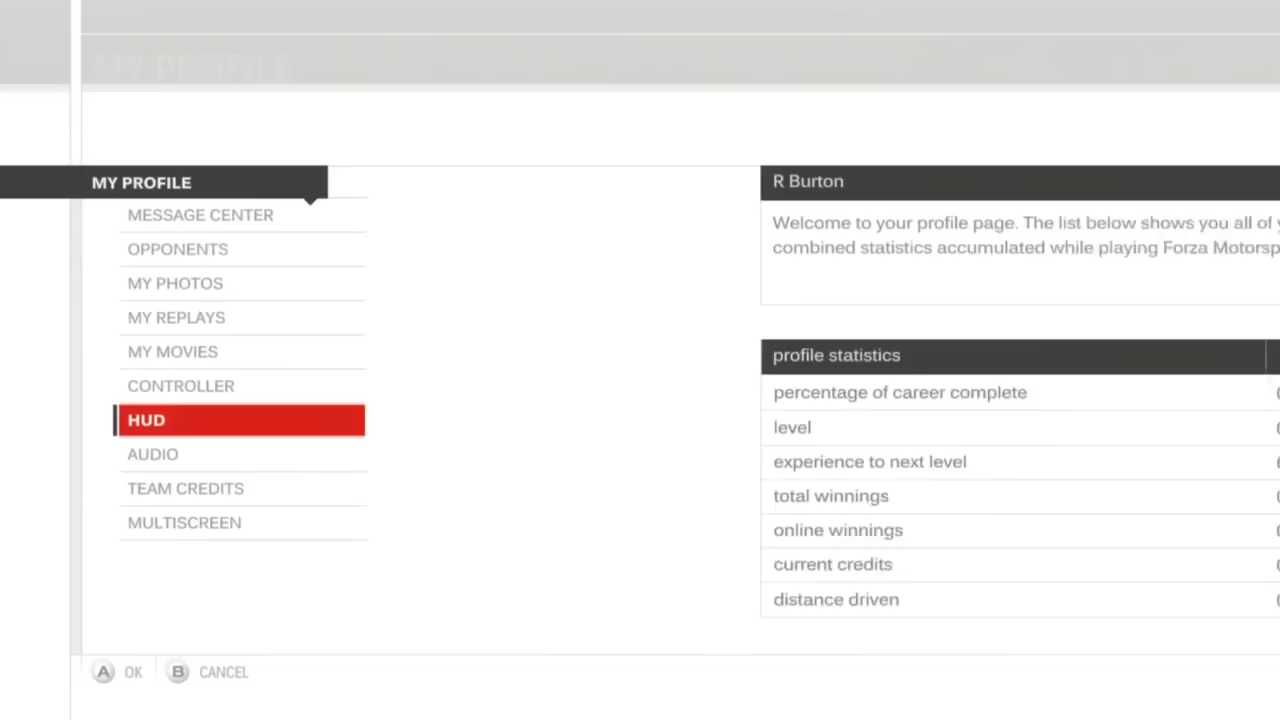 MY PROFILE
MY PROFILE
MESSAGE CENTER
OPPONENTS
MY PHOTOS
MY REPLAYS
MY MOVIES
CONTROLLER
HUD
AUDIO
TEAM CREDITS
MULTISCREEN
R Burton
Welcome to your profile page. The list below shows you all of
combined statistics accumulated while playing Forza Motorsp
profile statistics
percentage of career complete
level
experience to next level
total winnings
online winnings
current credits
distance driven
A OK B CANCEL